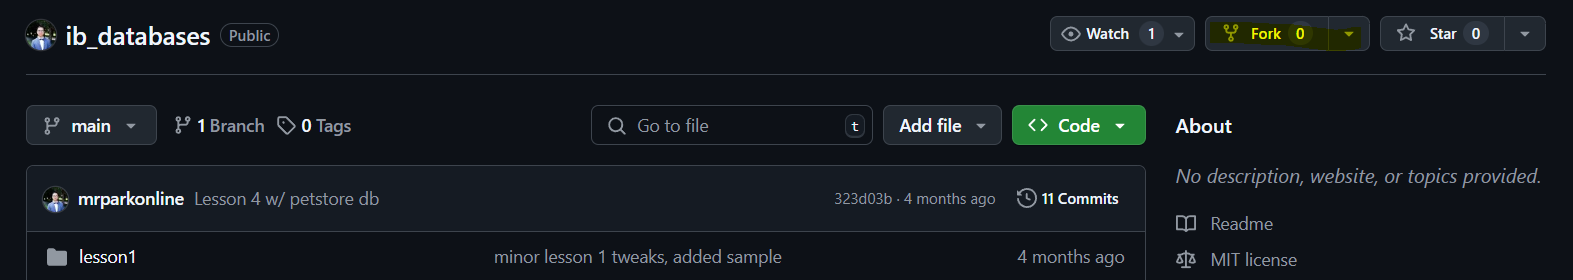 ib_databases Public Watch 1 Fork 0 Star 0
main 1 Branch 0 Tags Go to file t Add file Code About
No description, website, or topics provided.
mrparkonline Lesson 4 w/ petstore db 323d03b · 4 months ago 11 Commits
Readme
lesson1 minor lesson 1 tweaks, added sample 4 months ago
MIT license